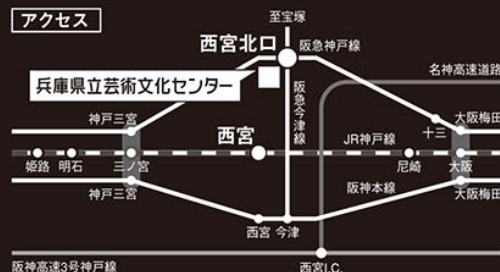 アクセス
至宝塚
西宮北口
阪急神戸線
名神高速道路
兵庫県立芸術文化センター
阪急今津線
神戸三宮
西宮
JR神戸線
十三
大阪梅田
姫路
明石
三ノ宮
尼崎
大阪
神戸三宮
阪神本線
大阪梅田
西宮
今津
阪神高速3号神戸線
西宮I.C.